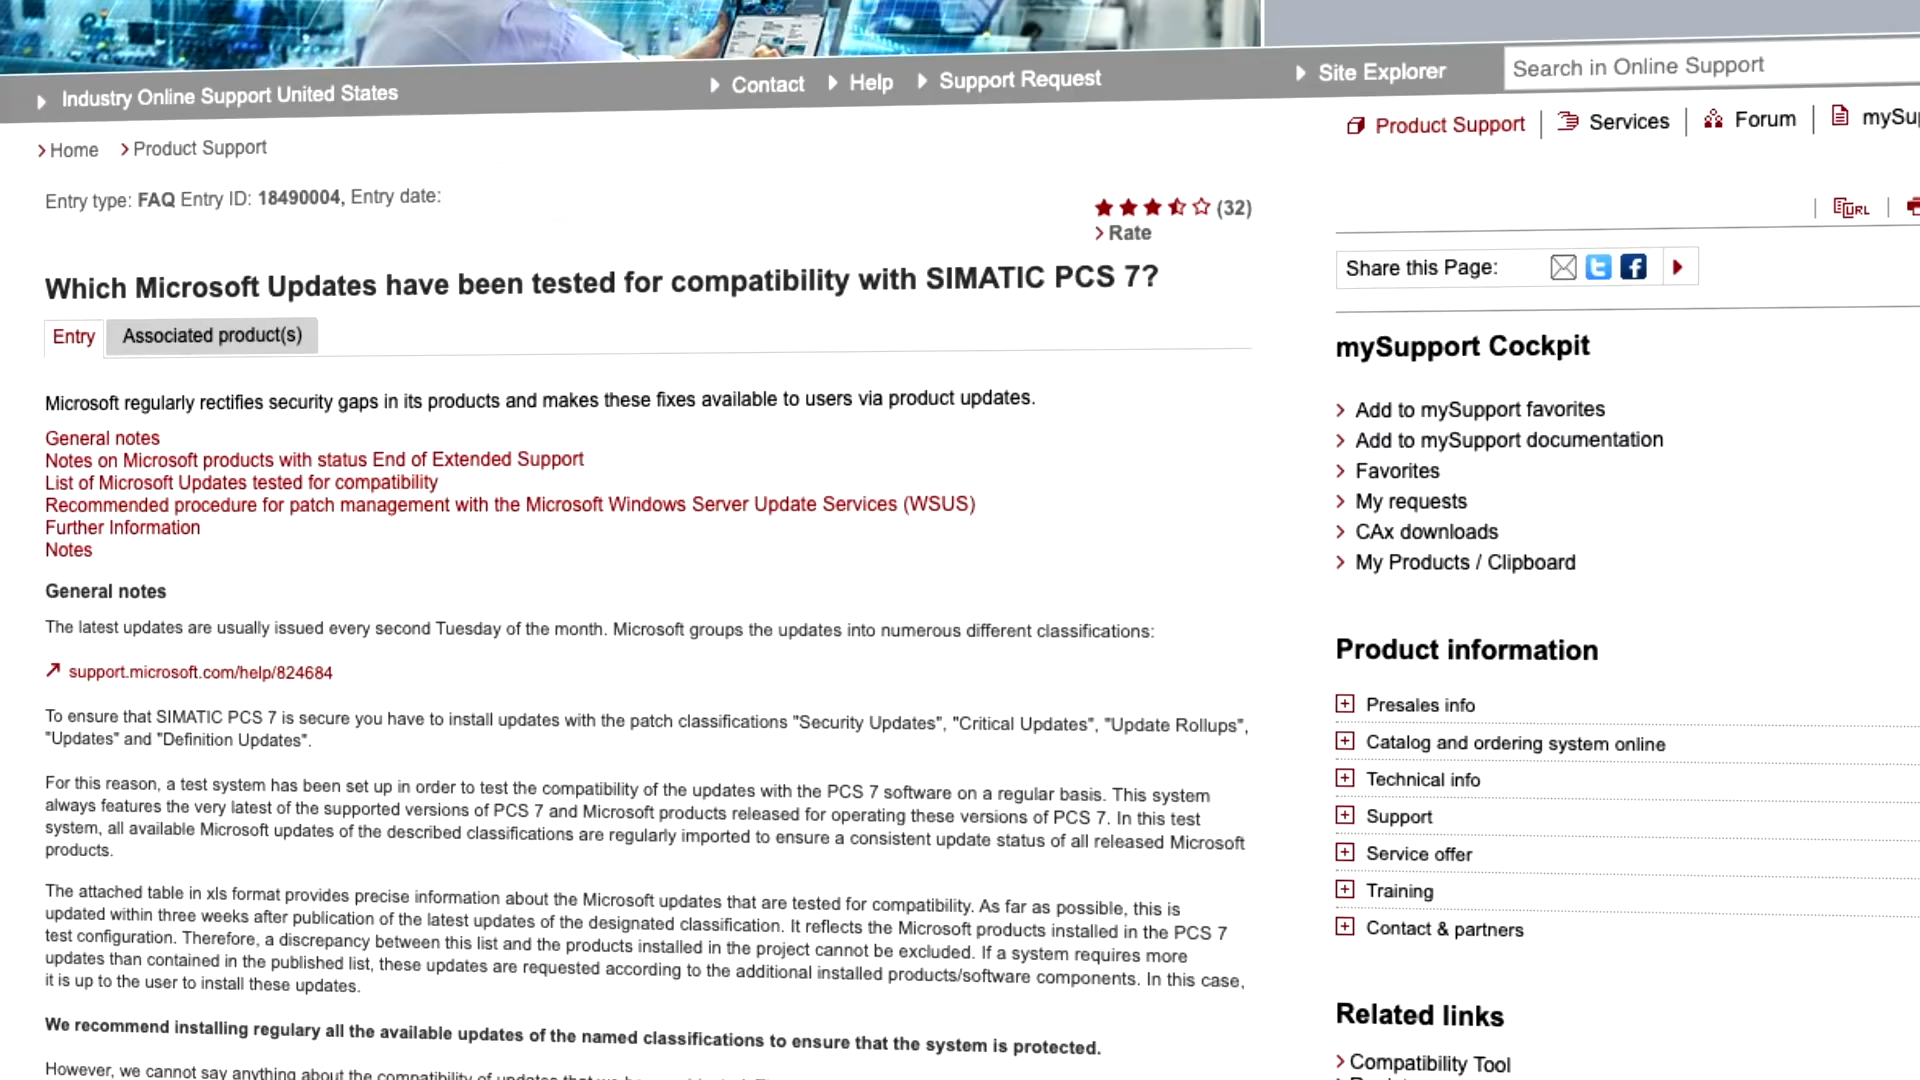 Industry Online Support United States
Contact
Help
Support Request
Site Explorer
Search in Online Support
Home
Product Support
Product Support
Services
Forum
Entry type: FAQ Entry ID: 18490004, Entry date:
(32)
Rate
URL
Share this Page:
Which Microsoft Updates have been tested for compatibility with SIMATIC PCS 7?
Entry
Associated product(s)
Microsoft regularly rectifies security gaps in its products and makes these fixes available to users via product updates.
General notes
Notes on Microsoft products with status End of Extended Support
List of Microsoft Updates tested for compatibility
Recommended procedure for patch management with the Microsoft Windows Server Update Services (WSUS)
Further Information
Notes
General notes
The latest updates are usually issued every second Tuesday of the month. Microsoft groups the updates into numerous different classifications:
support.microsoft.com/help/824684
To ensure that SIMATIC PCS 7 is secure you have to install updates with the patch classifications "Security Updates", "Critical Updates", "Update Rollups",
"Updates" and "Definition Updates".
For this reason, a test system has been set up in order to test the compatibility of the updates with the PCS 7 software on a regular basis. This system
always features the very latest of the supported versions of PCS 7 and Microsoft products released for operating these versions of PCS 7. In this test
system, all available Microsoft updates of the described classifications are regularly imported to ensure a consistent update status of all released Microsoft
products.
The attached table in xls format provides precise information about the Microsoft updates that are tested for compatibility. As far as possible, this is
updated within three weeks after publication of the latest updates of the designated classification. It reflects the Microsoft products installed in the PCS 7
test configuration. Therefore, a discrepancy between this list and the products installed in the project cannot be excluded. If a system requires more
updates than contained in the published list, these updates are requested according to the additional installed products/software components. In this case,
it is up to the user to install these updates.
We recommend installing regulary all the available updates of the named classifications to ensure that the system is protected.
However, we cannot say anything about the compatibility of updates that
mySupport Cockpit
Add to mySupport favorites
Add to mySupport documentation
Favorites
My requests
CAx downloads
My Products / Clipboard
Product information
Presales info
Catalog and ordering system online
Technical info
Support
Service offer
Training
Contact & partners
Related links
Compatibility Tool